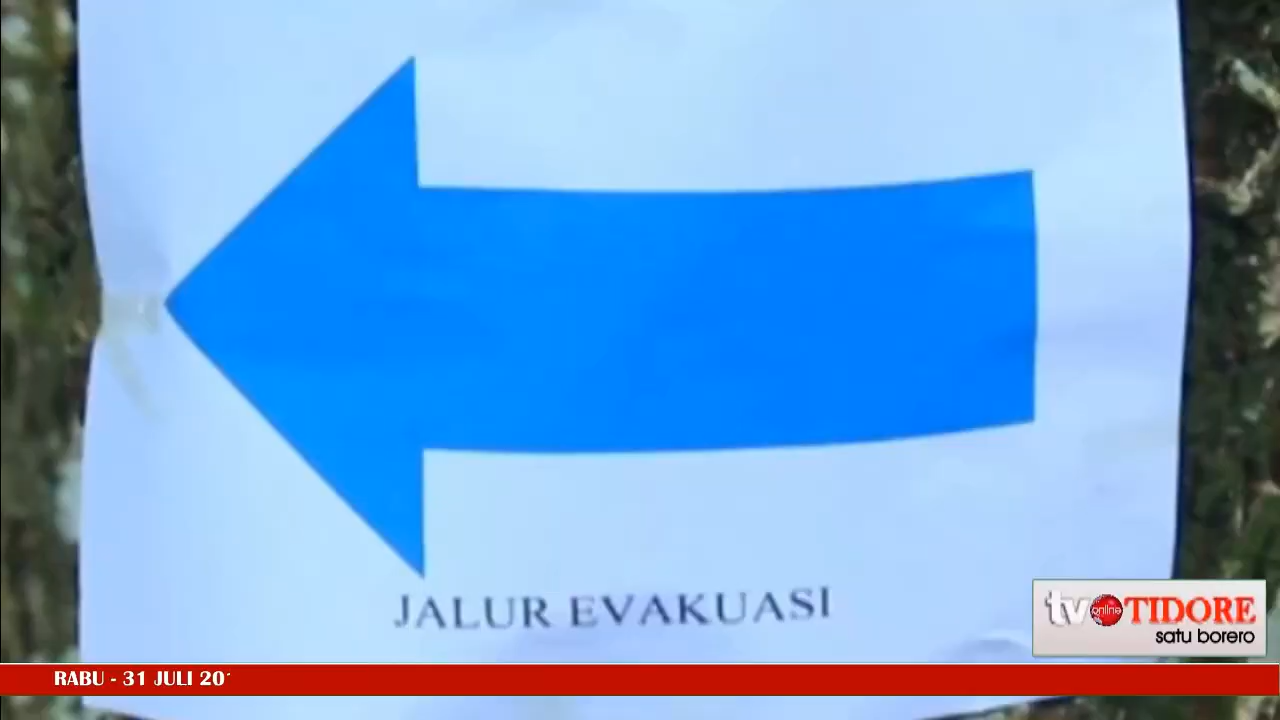 JALUR EVAKUASI
tv online TIDORE
satu borero
RABU - 31 JULI 20